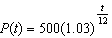 P(t) = 500(1.03)^(t/12)